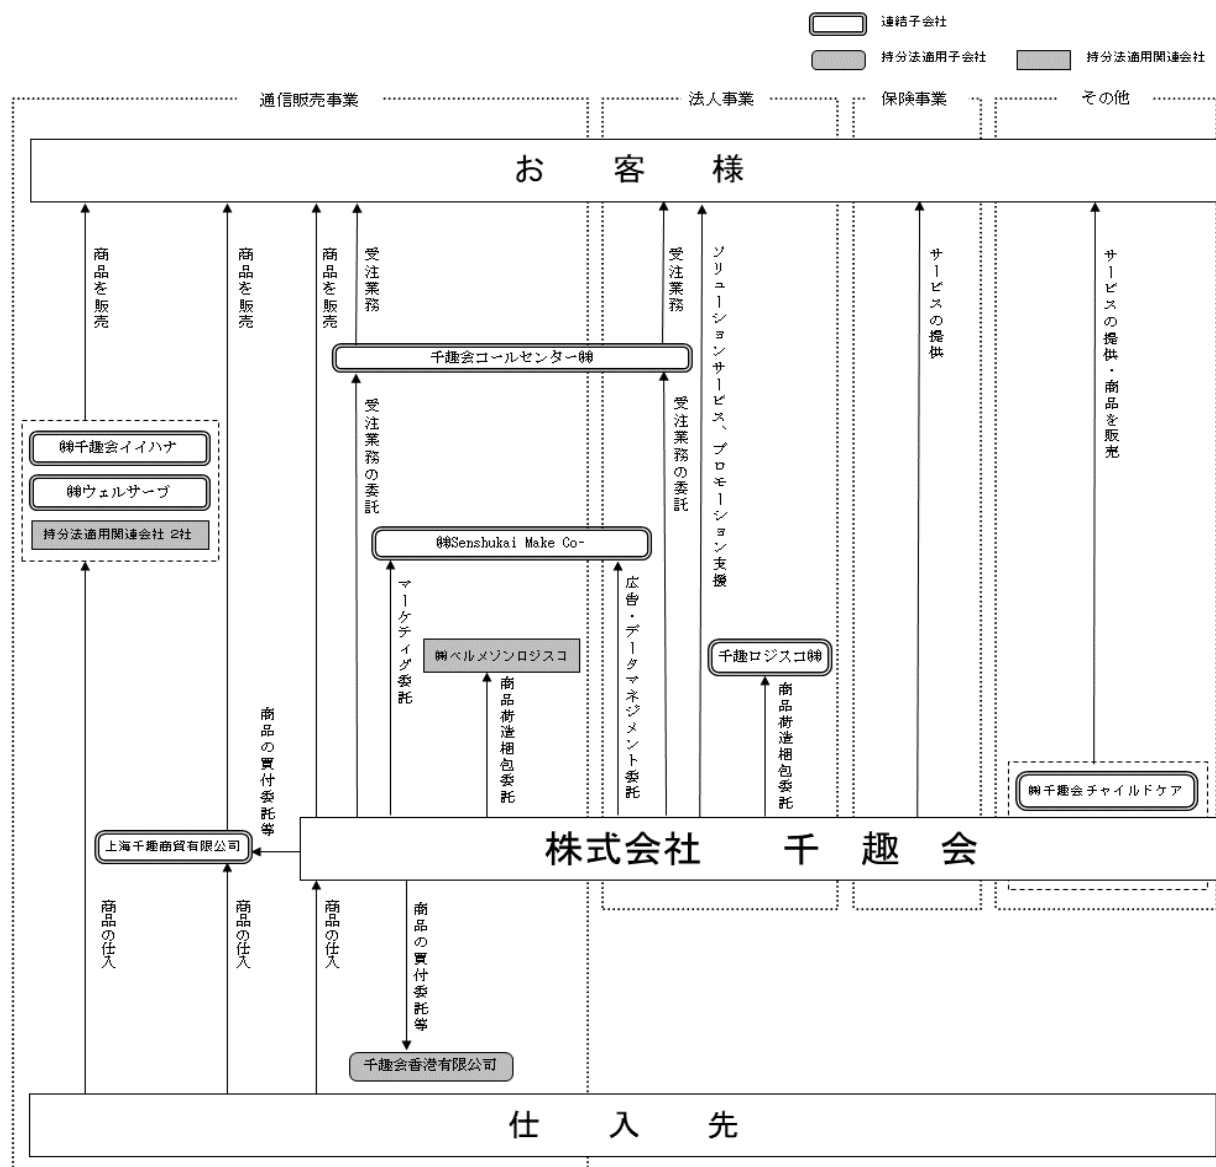 連結子会社
持分法適用子会社
持分法適用関連会社
通信販売事業
法人事業
保険事業
その他
お客様
商品を販売
商品を販売
商品を販売
受注業務
受注業務
ソリューションサービス、プロモーション支援
サービスの提供
サービスの提供・商品を販売
千趣会コールセンター㈱
㈱千趣会イイハナ
㈱ウェルサーブ
持分法適用関連会社 2社
受注業務の委託
受注業務の委託
㈱Senshukai Make Co-
マーケティグ委託
広告・データマネジメント委託
㈱ベルメゾンロジスコ
千趣ロジスコ㈱
商品荷造梱包委託
商品荷造梱包委託
商品の買付委託等
㈱千趣会チャイルドケア
上海千趣商貿有限公司
株式会社 千趣会
商品の仕入
商品の仕入
商品の仕入
商品の買付委託等
千趣会香港有限公司
仕入先